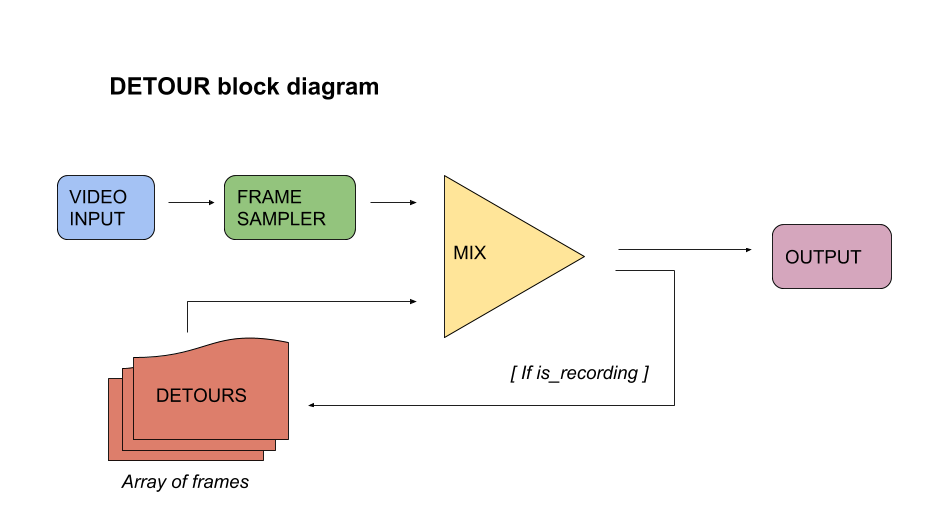 DETOUR block diagram
VIDEO
INPUT
FRAME
SAMPLER
MIX
OUTPUT
[ If is_recording ]
DETOURS
Array of frames